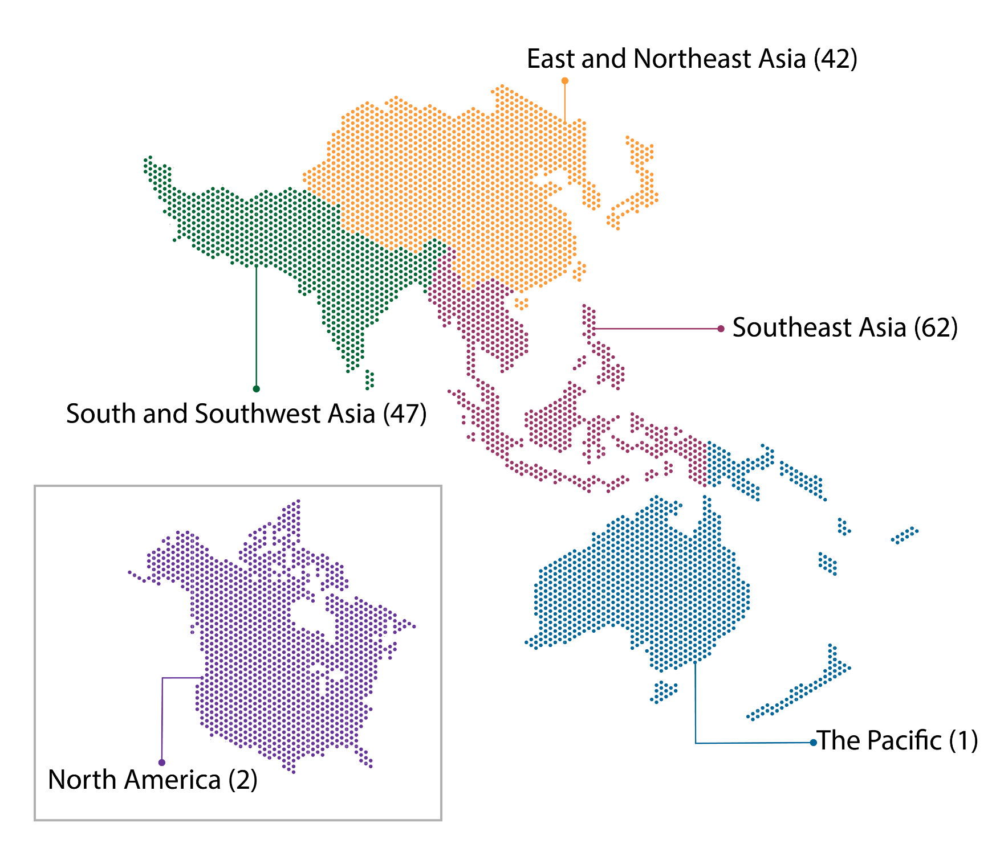 East and Northeast Asia (42)
Southeast Asia (62)
South and Southwest Asia (47)
The Pacific (1)
North America (2)